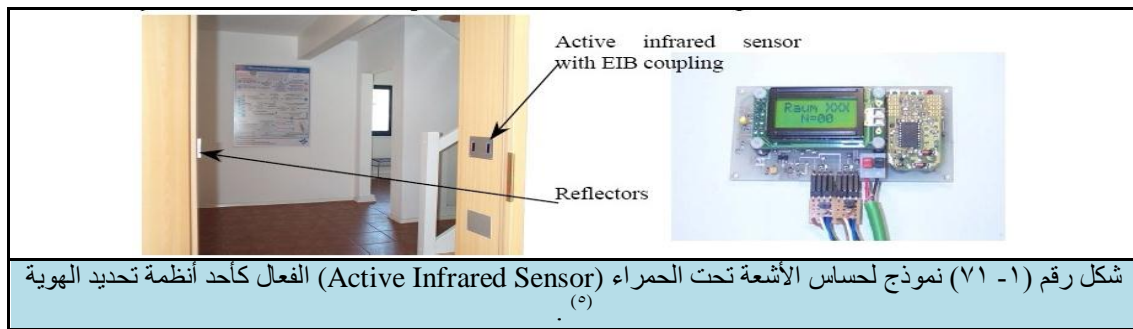 Active infrared sensor
with EIB coupling
Raum XXX
N=00
Reflectors
شكل رقم (١- ٧١) نموذج لحساس الأشعة تحت الحمراء (Active Infrared Sensor) الفعال كأحد أنظمة تحديد الهوية
(٥) .